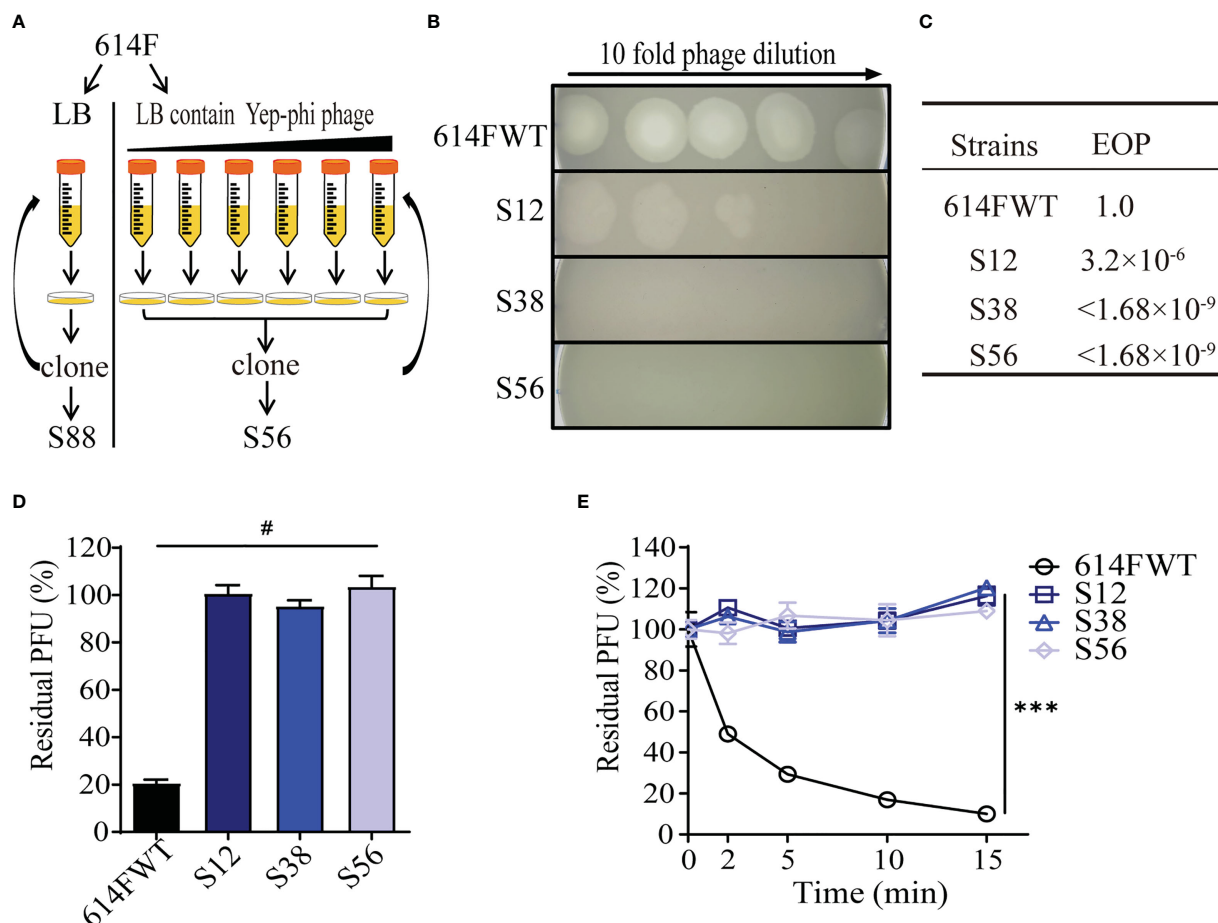 A
614F
LB
LB contain Yep-phi phage
clone
clone
S88
S56
B
10 fold phage dilution
614FWT
S12
S38
S56
C
Strains EOP
614FWT 1.0
S12 3.2×10⁻⁶
S38 <1.68×10⁻⁹
S56 <1.68×10⁻⁹
D
#
Residual PFU (%)
120
100
80
60
40
20
0
614FWT S12 S38 S56
E
Residual PFU (%)
140
120
100
80
60
40
20
0
0 2 5 10 15
Time (min)
614FWT
S12
S38
S56
***